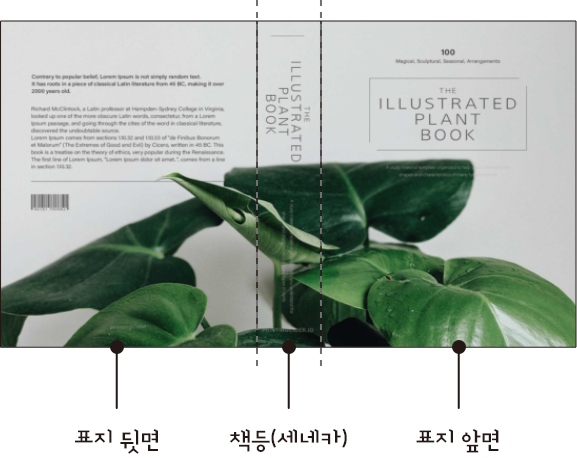 Contrary to popular belief, Lorem Ipsum is not simply random text.
It has roots in a piece of classical literature from 45 BC, making it over
2000 years old.
Richard McClintock, a Latin professor at Hampden-Sydney College in Virginia,
looked up one of the more obscure Latin words, consectetur, from a Lorem
Ipsum passage, and going through the cites of the word in classical literature,
discovered the undoubtable source.
Lorem Ipsum comes from sections 1.10.32 and 1.10.33 of "de Finibus Bonorum
et Malorum" (The Extremes of Good and Evil) by Cicero, written in 45 BC. This
book is a treatise on the theory of ethics, very popular during the Renaissance.
The first line of Lorem Ipsum, "Lorem ipsum dolor sit amet..", comes from a line
in section 1.10.32.
THE
ILLUSTRATED
PLANT
BOOK
100
Magical, Sculptural, Seasonal, Arrangements
THE
ILLUSTRATED
PLANT
BOOK
표지 뒷면
책등(세네카)
표지 앞면